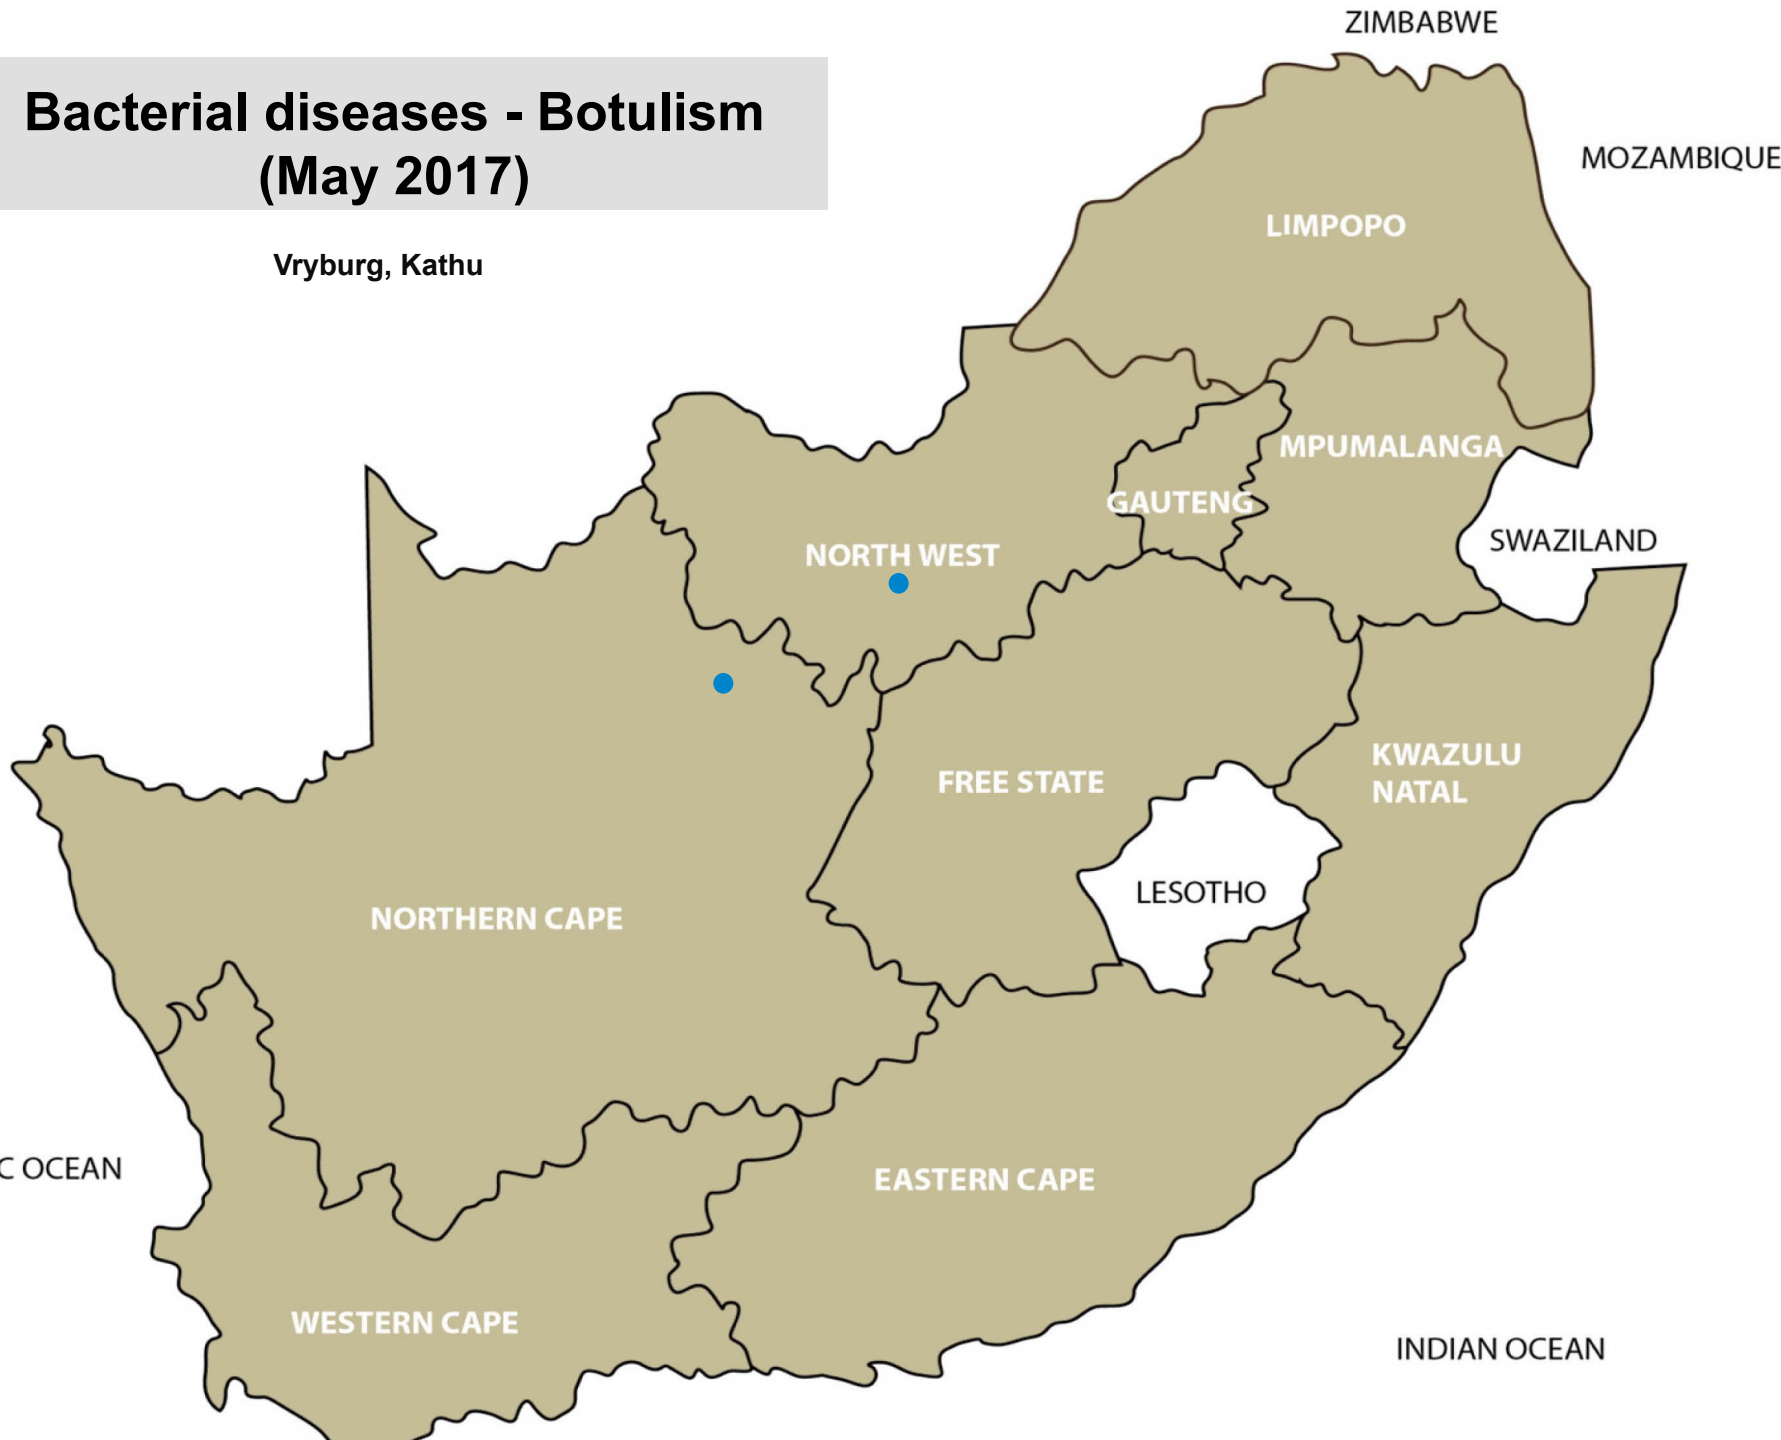 ZIMBABWE
Bacterial diseases - Botulism
(May 2017)
MOZAMBIQUE
LIMPOPO
Vryburg, Kathu
MPUMALANGA
GAUTENG
SWAZILAND
NORTH WEST
KWAZULU
NATAL
FREE STATE
LESOTHO
NORTHERN CAPE
C OCEAN
EASTERN CAPE
WESTERN CAPE
INDIAN OCEAN